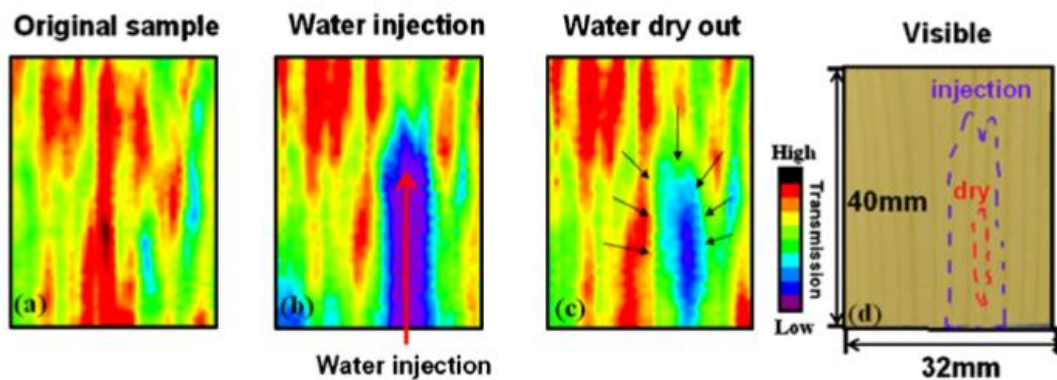 Original sample
Water injection
Water dry out
Visible
(a)
(b)
(c)
High
Transmission
Low
injection
dry
40mm
(d)
Water injection
32mm